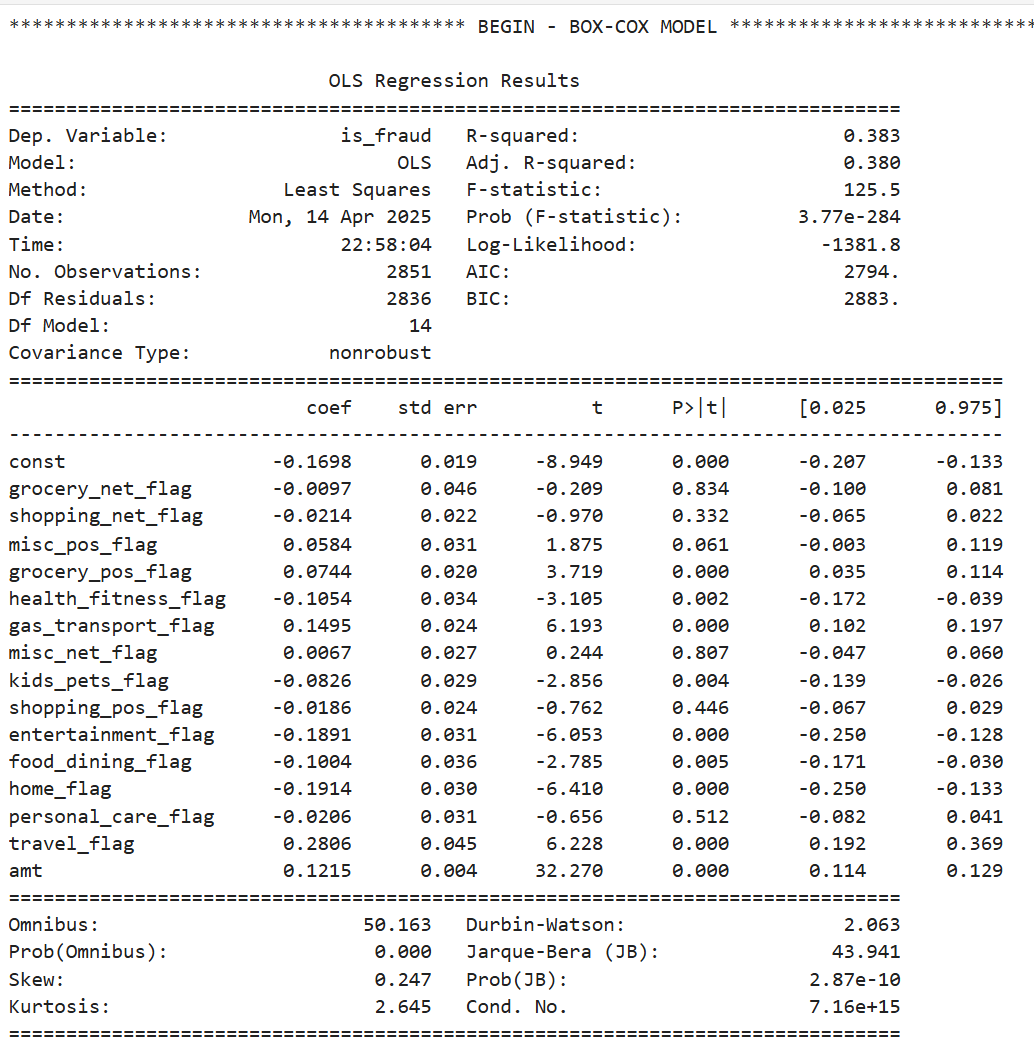 **************************************** BEGIN - BOX-COX MODEL ***************************
OLS Regression Results
==============================================================================
Dep. Variable: is_fraud R-squared: 0.383
Model: OLS Adj. R-squared: 0.380
Method: Least Squares F-statistic: 125.5
Date: Mon, 14 Apr 2025 Prob (F-statistic): 3.77e-284
Time: 22:58:04 Log-Likelihood: -1381.8
No. Observations: 2851 AIC: 2794.
Df Residuals: 2836 BIC: 2883.
Df Model: 14
Covariance Type: nonrobust
=======================================================================================
coef std err t P>|t| [0.025 0.975]
---------------------------------------------------------------------------------------
const -0.1698 0.019 -8.949 0.000 -0.207 -0.133
grocery_net_flag -0.0097 0.046 -0.209 0.834 -0.100 0.081
shopping_net_flag -0.0214 0.022 -0.970 0.332 -0.065 0.022
misc_pos_flag 0.0584 0.031 1.875 0.061 -0.003 0.119
grocery_pos_flag 0.0744 0.020 3.719 0.000 0.035 0.114
health_fitness_flag -0.1054 0.034 -3.105 0.002 -0.172 -0.039
gas_transport_flag 0.1495 0.024 6.193 0.000 0.102 0.197
misc_net_flag 0.0067 0.027 0.244 0.807 -0.047 0.060
kids_pets_flag -0.0826 0.029 -2.856 0.004 -0.139 -0.026
shopping_pos_flag -0.0186 0.024 -0.762 0.446 -0.067 0.029
entertainment_flag -0.1891 0.031 -6.053 0.000 -0.250 -0.128
food_dining_flag -0.1004 0.036 -2.785 0.005 -0.171 -0.030
home_flag -0.1914 0.030 -6.410 0.000 -0.250 -0.133
personal_care_flag -0.0206 0.031 -0.656 0.512 -0.082 0.041
travel_flag 0.2806 0.045 6.228 0.000 0.192 0.369
amt 0.1215 0.004 32.270 0.000 0.114 0.129
==============================================================================
Omnibus: 50.163 Durbin-Watson: 2.063
Prob(Omnibus): 0.000 Jarque-Bera (JB): 43.941
Skew: 0.247 Prob(JB): 2.87e-10
Kurtosis: 2.645 Cond. No. 7.16e+15
==============================================================================